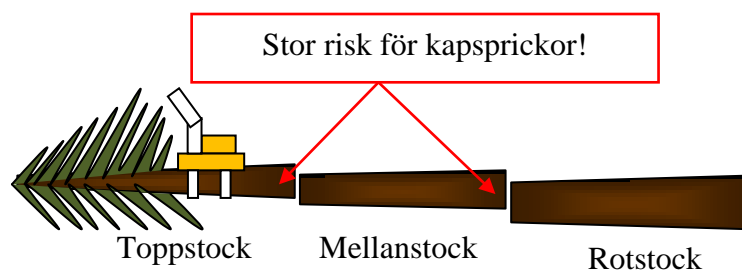 Stor risk för kapsprickor!
Toppstock
Mellanstock
Rotstock